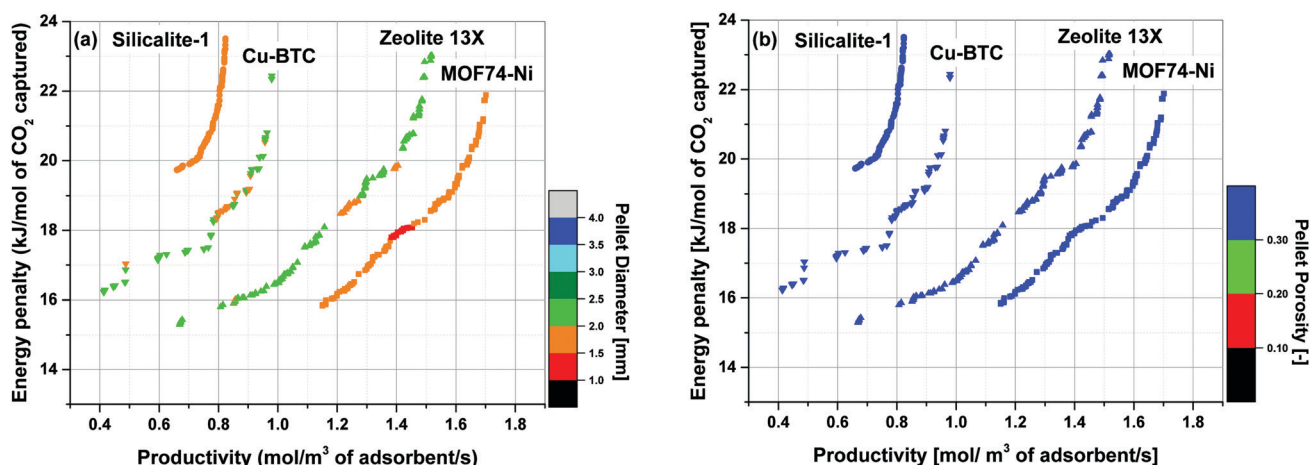 (a)
Silicalite-1
Cu-BTC
Zeolite 13X
MOF74-Ni
Energy penalty (kJ/mol of CO₂ captured)
24
22
20
18
16
14
0.4 0.6 0.8 1.0 1.2 1.4 1.6 1.8
Productivity (mol/m³ of adsorbent/s)
4.0
3.5
3.0
2.5
2.0
1.5
1.0
Pellet Diameter [mm]
(b)
Silicalite-1
Cu-BTC
Zeolite 13X
MOF74-Ni
Energy penalty [kJ/mol of CO₂ captured]
24
22
20
18
16
14
0.4 0.6 0.8 1.0 1.2 1.4 1.6 1.8
Productivity [mol/ m³ of adsorbent/s]
0.30
0.20
0.10
Pellet Porosity [-]